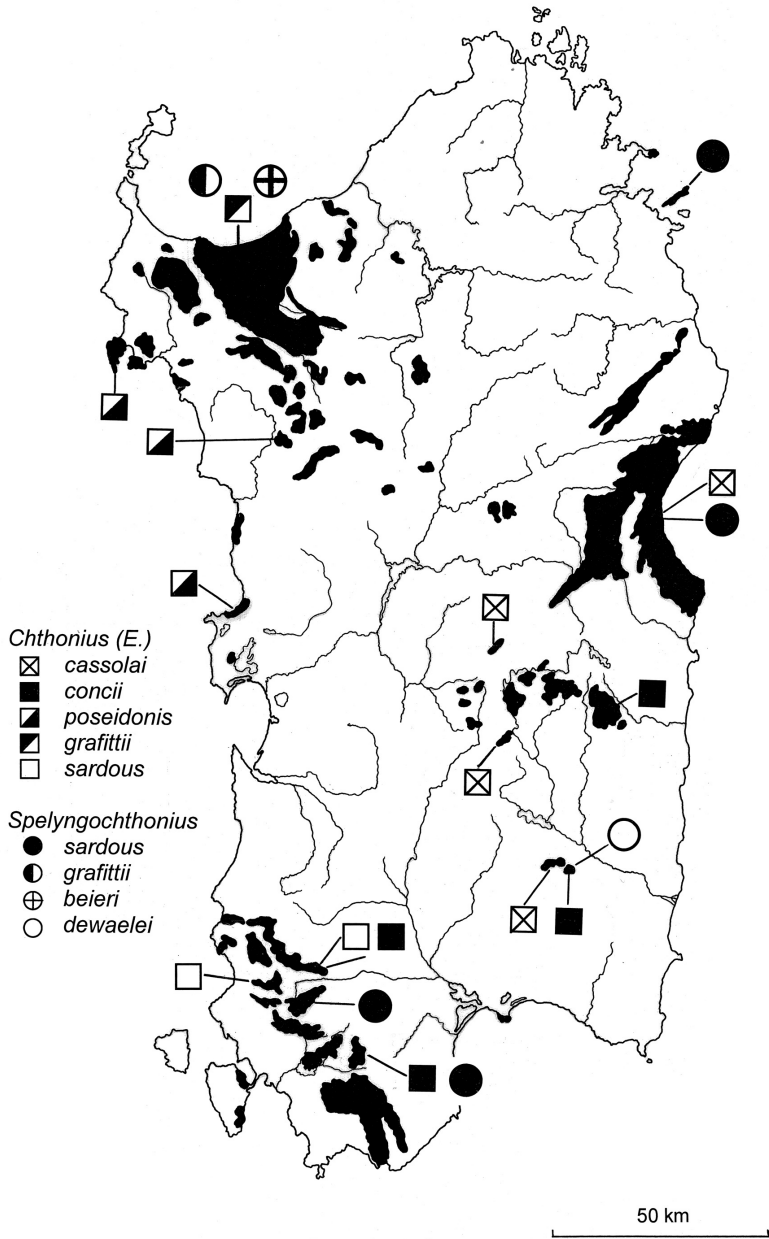 Chthonius (E.)
cassolai
concii
poseidonis
grafittii
sardous
Spelyngochthonius
sardous
grafittii
beieri
dewaelei
50 km